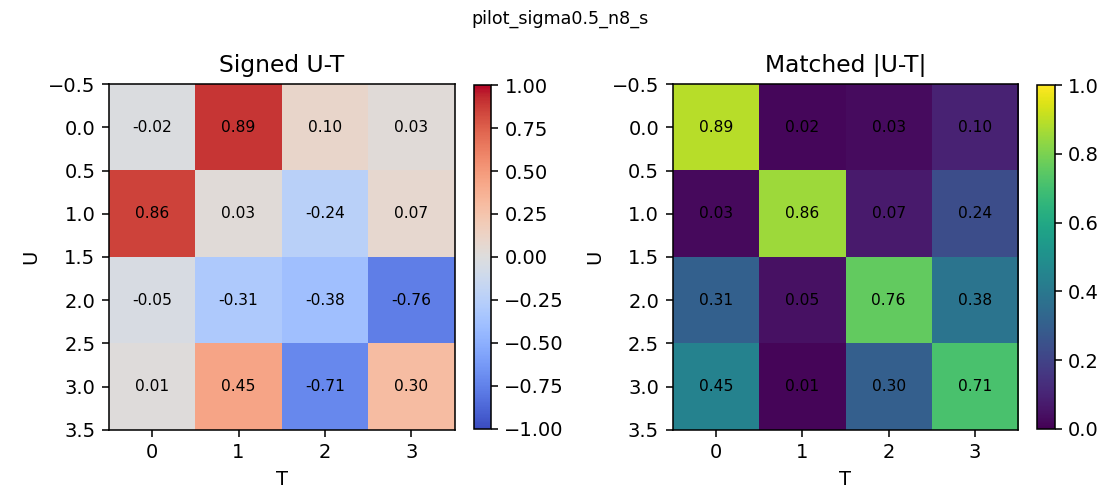 pilot_sigma0.5_n8_s
Signed U-T
−0.5
0.0
0.5
1.0
1.5
2.0
2.5
3.0
3.5
U
-0.02 0.89 0.10 0.03
0.86 0.03 -0.24 0.07
-0.05 -0.31 -0.38 -0.76
0.01 0.45 -0.71 0.30
0 1 2 3
T
1.00
0.75
0.50
0.25
0.00
−0.25
−0.50
−0.75
−1.00
Matched |U-T|
−0.5
0.0
0.5
1.0
1.5
2.0
2.5
3.0
3.5
U
0.89 0.02 0.03 0.10
0.03 0.86 0.07 0.24
0.31 0.05 0.76 0.38
0.45 0.01 0.30 0.71
0 1 2 3
T
1.0
0.8
0.6
0.4
0.2
0.0